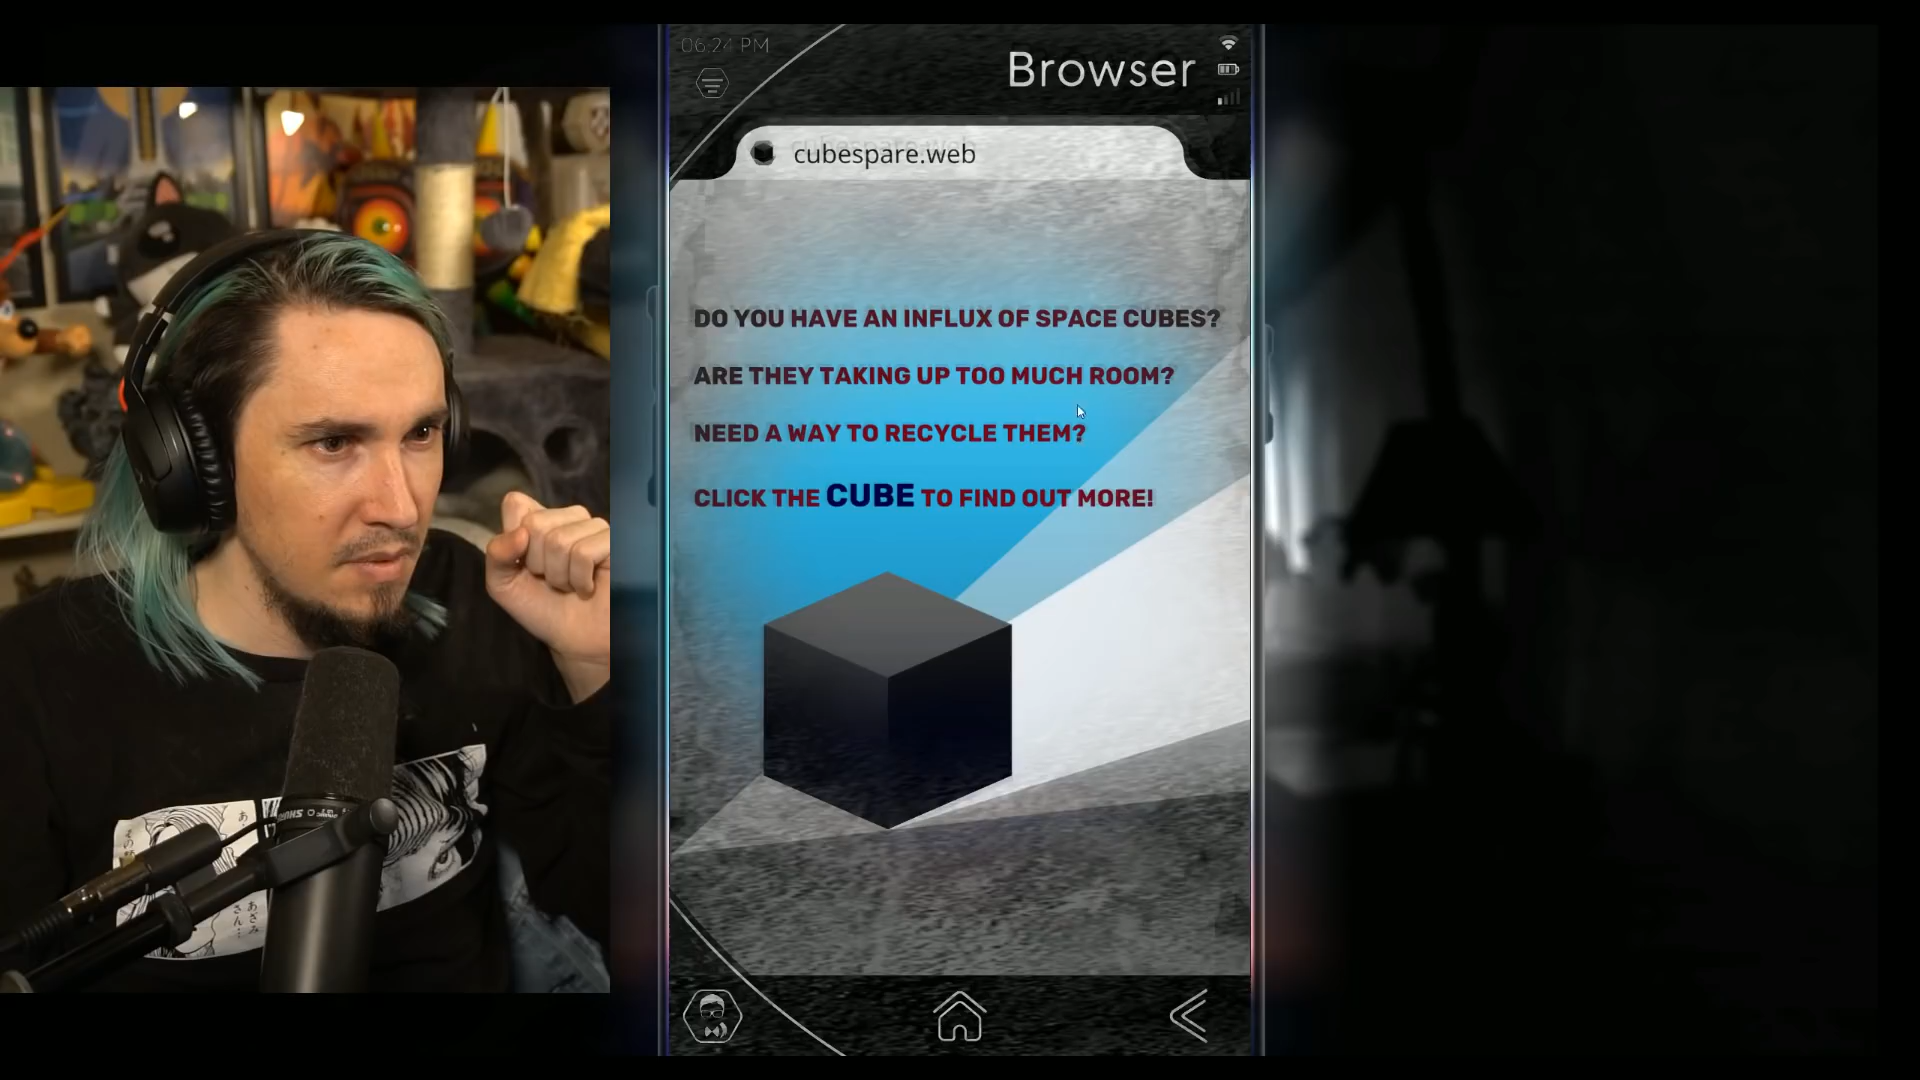 06:24 PM
Browser
cubespare.web
DO YOU HAVE AN INFLUX OF SPACE CUBES?
ARE THEY TAKING UP TOO MUCH ROOM?
NEED A WAY TO RECYCLE THEM?
CLICK THE CUBE TO FIND OUT MORE!